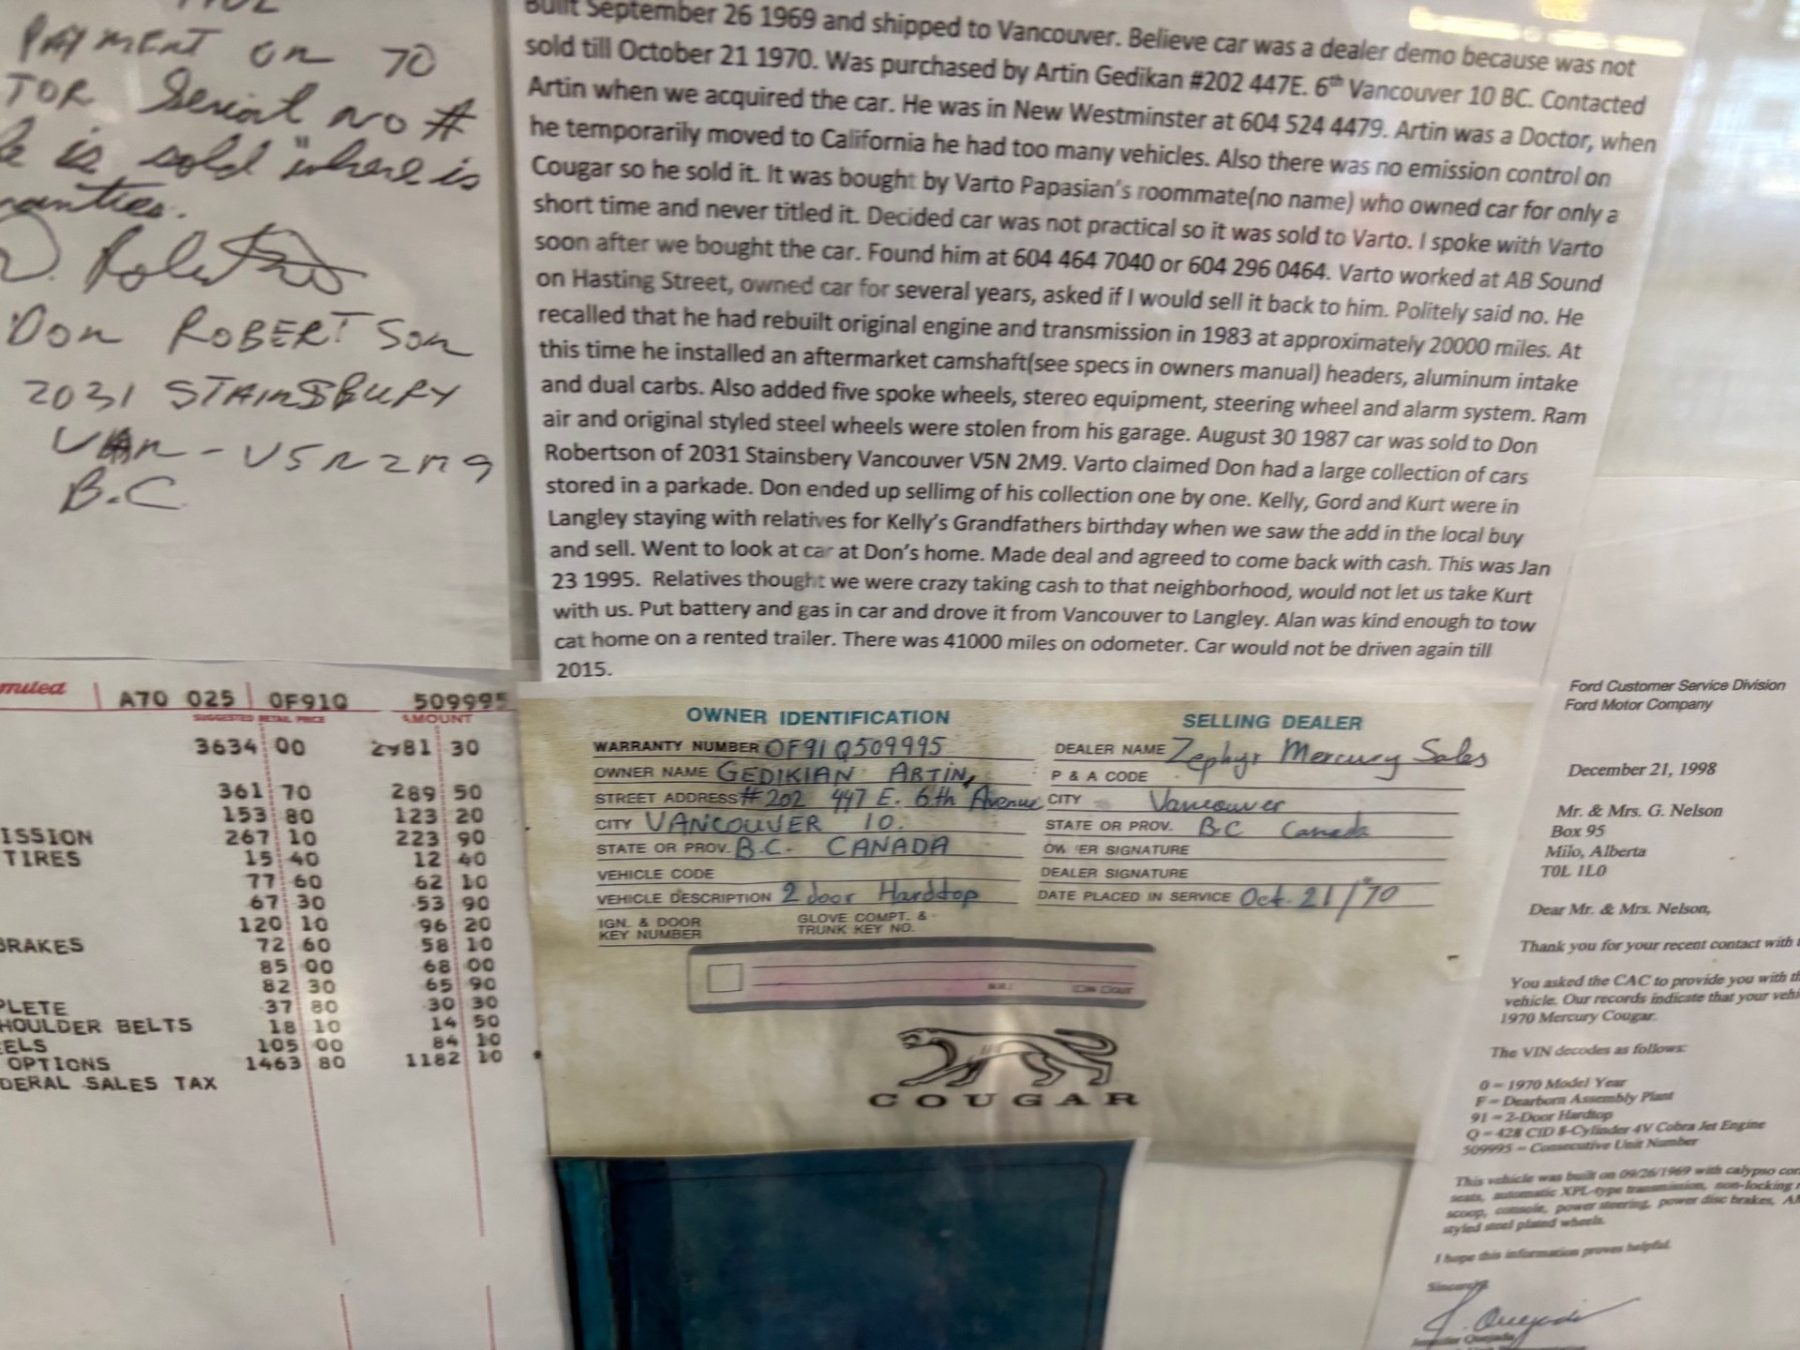 PAYMENT ON 70
TOR Serial no #
is sold "where is
D. Robertson
Don ROBERTSON
2031 STAINSBURY
VAN - V5N2M9
B.C
Built September 26 1969 and shipped to Vancouver. Believe car was a dealer demo because was not
sold till October 21 1970. Was purchased by Artin Gedikan #202 447E. 6th Vancouver 10 BC. Contacted
Artin when we acquired the car. He was in New Westminster at 604 524 4479. Artin was a Doctor, when
he temporarily moved to California he had too many vehicles. Also there was no emission control on
Cougar so he sold it. It was bought by Varto Papasian's roommate(no name) who owned car for only a
short time and never titled it. Decided car was not practical so it was sold to Varto. I spoke with Varto
soon after we bought the car. Found him at 604 464 7040 or 604 296 0464. Varto worked at AB Sound
on Hasting Street, owned car for several years, asked if I would sell it back to him. Politely said no. He
recalled that he had rebuilt original engine and transmission in 1983 at approximately 20000 miles. At
this time he installed an aftermarket camshaft(see specs in owners manual) headers, aluminum intake
and dual carbs. Also added five spoke wheels, stereo equipment, steering wheel and alarm system. Ram
air and original styled steel wheels were stolen from his garage. August 30 1987 car was sold to Don
Robertson of 2031 Stainsbery Vancouver V5N 2M9. Varto claimed Don had a large collection of cars
stored in a parkade. Don ended up sellimg of his collection one by one. Kelly, Gord and Kurt were in
Langley staying with relatives for Kelly's Grandfathers birthday when we saw the add in the local buy
and sell. Went to look at car at Don's home. Made deal and agreed to come back with cash. This was Jan
23 1995. Relatives thought we were crazy taking cash to that neighborhood, would not let us take Kurt
with us. Put battery and gas in car and drove it from Vancouver to Langley. Alan was kind enough to tow
cat home on a rented trailer. There was 41000 miles on odometer. Car would not be driven again till
2015.
A70 025 0F91Q 509995
SUGGESTED RETAIL PRICE AMOUNT
3634 00 2981 30
361 70 289 50
153 80 123 20
ISSION 267 10 223 90
TIRES 15 40 12 40
77 60 62 10
67 30 53 90
120 10 96 20
BRAKES 72 60 58 10
85 00 68 00
82 30 65 90
PLETE 37 80 30 30
HOULDER BELTS 18 10 14 50
ELS 105 00 84 10
OPTIONS 1463 80 1182 10
DERAL SALES TAX
OWNER IDENTIFICATION
WARRANTY NUMBER 0F91Q509995
OWNER NAME GEDIKIAN ARTIN,
STREET ADDRESS #202 447 E. 6th Avenue
CITY VANCOUVER 10.
STATE OR PROV. B.C. CANADA
VEHICLE CODE
VEHICLE DESCRIPTION 2 door Hardtop
IGN. & DOOR
KEY NUMBER
GLOVE COMPT. &
TRUNK KEY NO.
SELLING DEALER
DEALER NAME Zephyr Mercury Sales
P & A CODE
CITY Vancouver
STATE OR PROV. B.C Canada
OWNER SIGNATURE
DEALER SIGNATURE
DATE PLACED IN SERVICE Oct. 21/70
COUGAR
Ford Customer Service Division
Ford Motor Company
December 21, 1998
Mr. & Mrs. G. Nelson
Box 95
Milo, Alberta
T0L 1L0
Dear Mr. & Mrs. Nelson,
Thank you for your recent contact with
You asked the CAC to provide you with
vehicle. Our records indicate that your
1970 Mercury Cougar.
The VIN decodes as follows:
0 = 1970 Model Year
F = Dearborn Assembly Plant
91 = 2-Door Hardtop
Q = 428 CID 8-Cylinder 4V Cobra Jet Engine
509995 = Consecutive Unit Number
This vehicle was built on 09/26/1969 with calypso
seats, automatic XPL-type transmission, non-locking
scoop, console, power steering, power disc brakes,
styled steel plated wheels.
I hope this information proves helpful.
Sincerely,